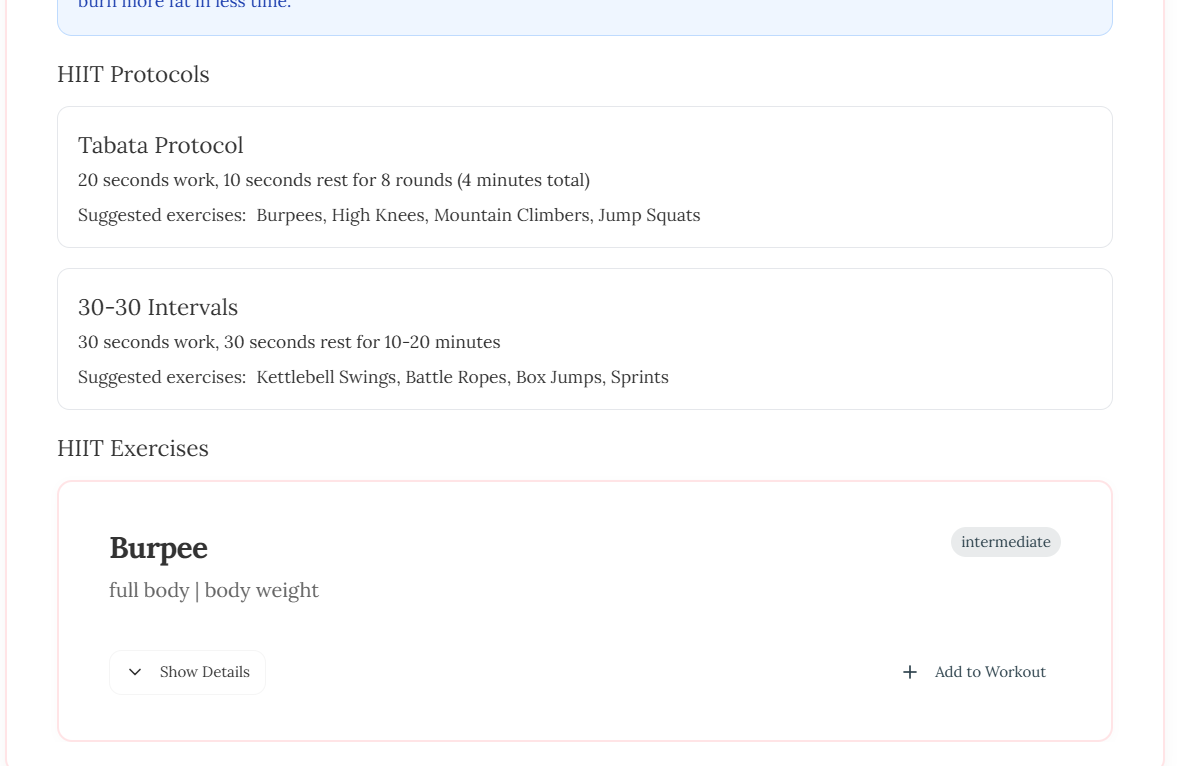 burn more fat in less time.
HIIT Protocols
Tabata Protocol
20 seconds work, 10 seconds rest for 8 rounds (4 minutes total)
Suggested exercises: Burpees, High Knees, Mountain Climbers, Jump Squats
30-30 Intervals
30 seconds work, 30 seconds rest for 10-20 minutes
Suggested exercises: Kettlebell Swings, Battle Ropes, Box Jumps, Sprints
HIIT Exercises
Burpee
intermediate
full body | body weight
Show Details
Add to Workout